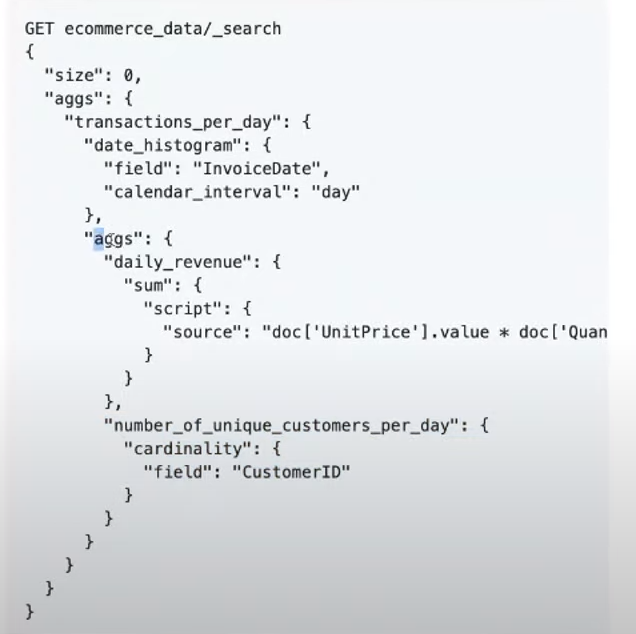 GET ecommerce_data/_search
{
  "size": 0,
  "aggs": {
    "transactions_per_day": {
      "date_histogram": {
        "field": "InvoiceDate",
        "calendar_interval": "day"
      },
      "aggs": {
        "daily_revenue": {
          "sum": {
            "script": {
              "source": "doc['UnitPrice'].value * doc['Quan
            }
          }
        },
        "number_of_unique_customers_per_day": {
          "cardinality": {
            "field": "CustomerID"
          }
        }
      }
    }
  }
}